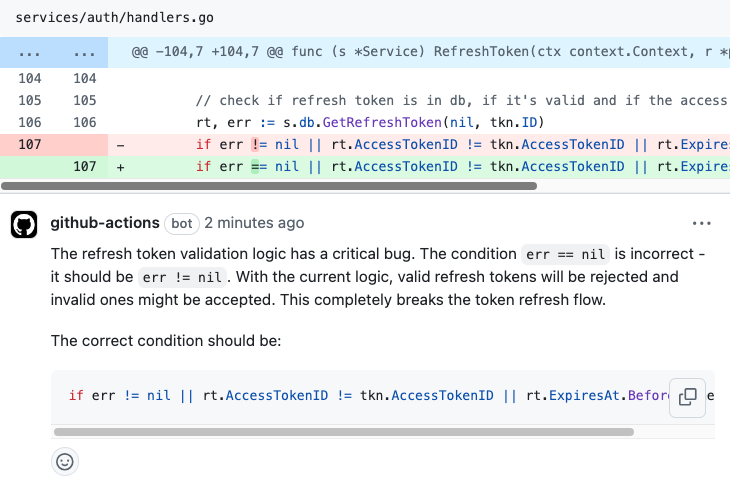 services/auth/handlers.go
... ... @@ -104,7 +104,7 @@ func (s *Service) RefreshToken(ctx context.Context, r *
104 104
105 105 // check if refresh token is in db, if it's valid and if the access
106 106 rt, err := s.db.GetRefreshToken(nil, tkn.ID)
107 - if err != nil || rt.AccessTokenID != tkn.AccessTokenID || rt.Expires
107 + if err == nil || rt.AccessTokenID != tkn.AccessTokenID || rt.Expires
github-actions bot 2 minutes ago ...
The refresh token validation logic has a critical bug. The condition err == nil is incorrect -
it should be err != nil. With the current logic, valid refresh tokens will be rejected and
invalid ones might be accepted. This completely breaks the token refresh flow.
The correct condition should be:
if err != nil || rt.AccessTokenID != tkn.AccessTokenID || rt.ExpiresAt.Before